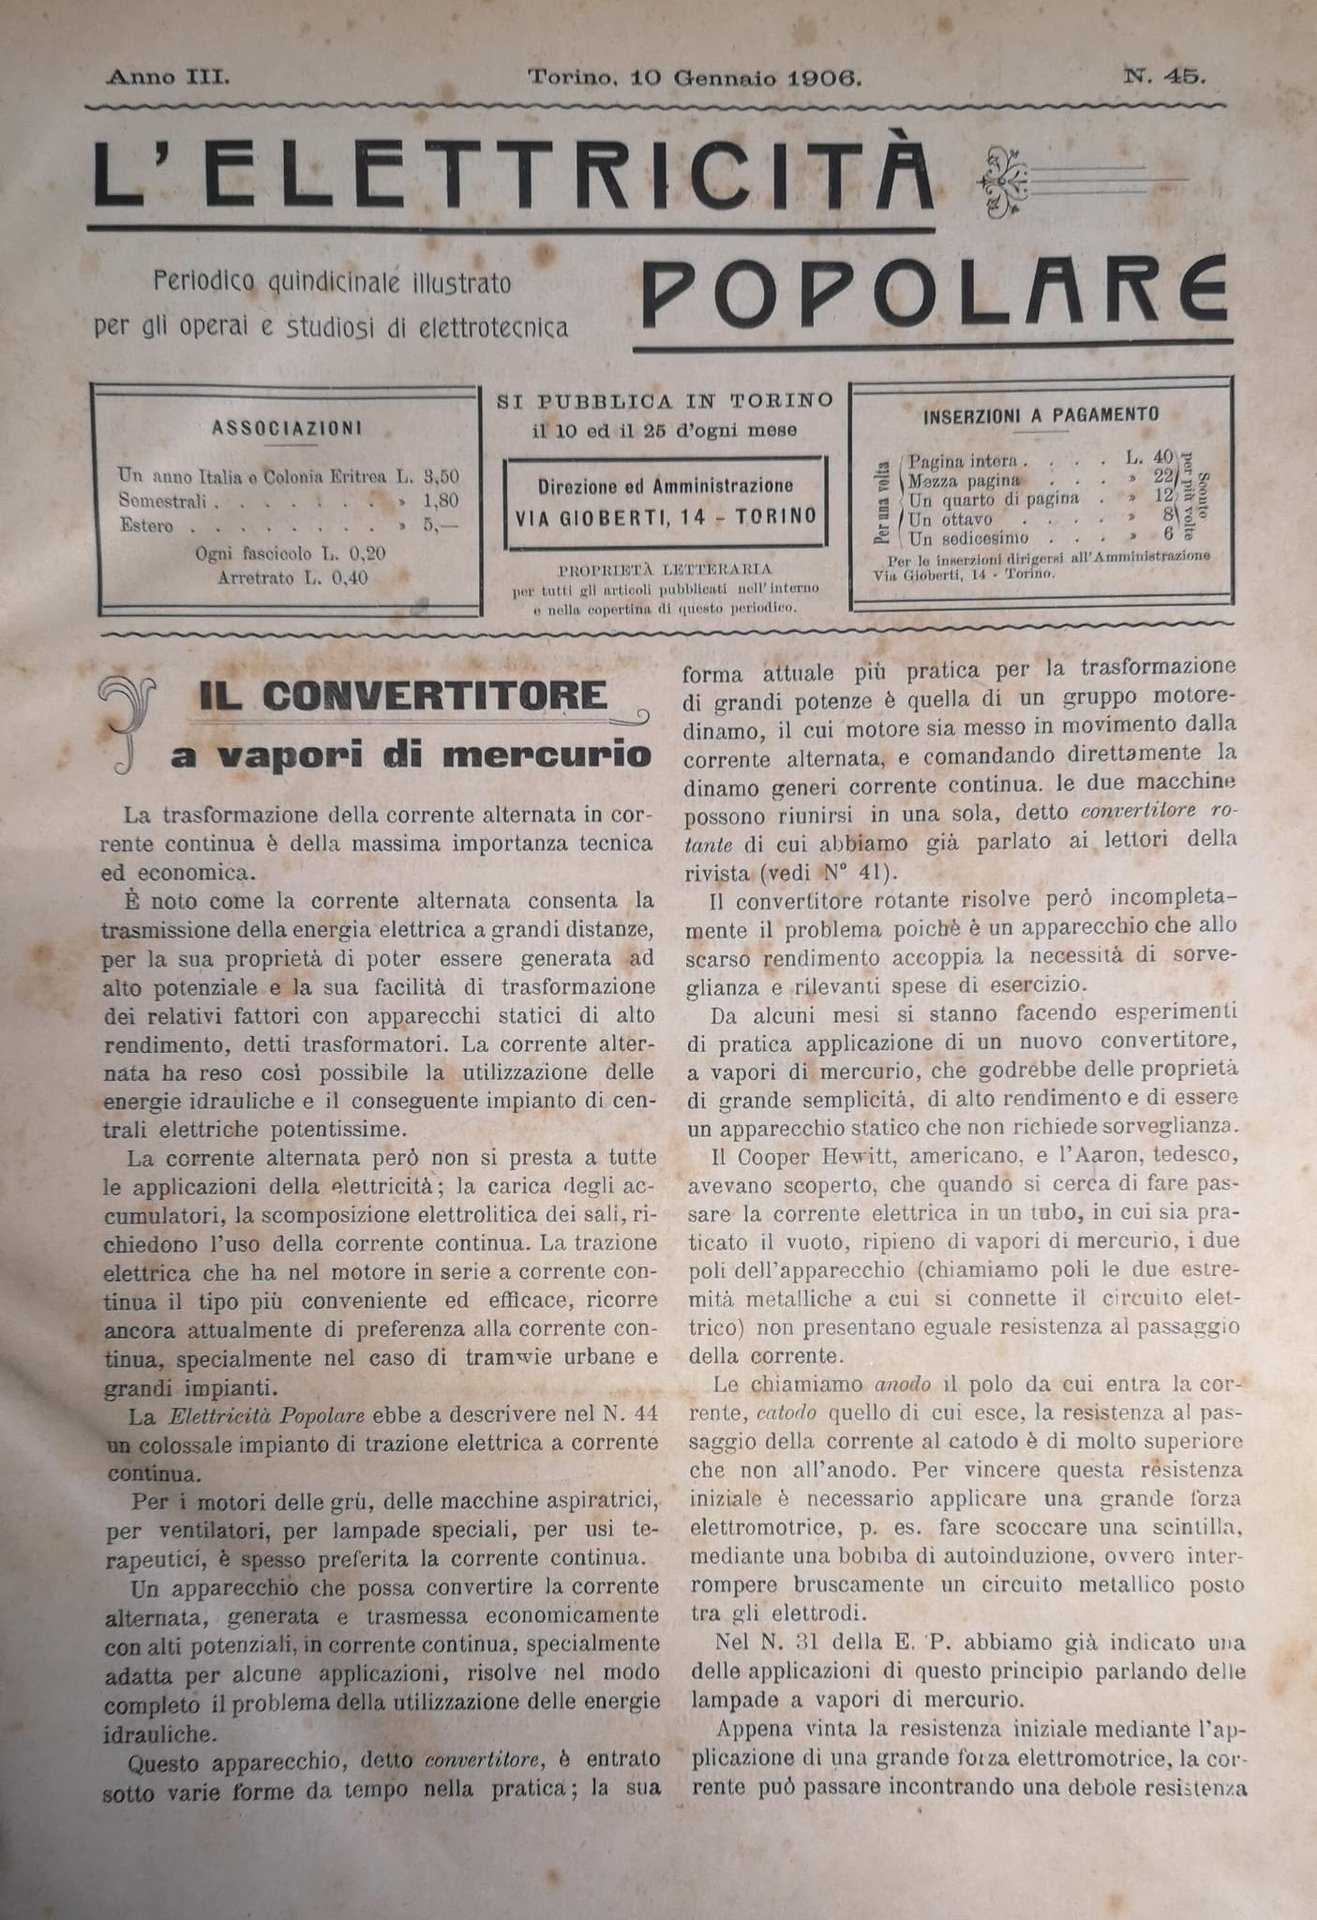 Anno III.
Torino, 10 Gennaio 1906.
N. 45.
L'ELETTRICITÀ
POPOLARE
Periodico quindicinale illustrato
per gli operai e studiosi di elettrotecnica
ASSOCIAZIONI
Un anno Italia e Colonia Eritrea L. 3,50
Semestrali . . . . . . . . » 1,80
Estero . . . . . . . . . » 5,—
Ogni fascicolo L. 0,20
Arretrato L. 0,40
SI PUBBLICA IN TORINO
il 10 ed il 25 d'ogni mese
Direzione ed Amministrazione
VIA GIOBERTI, 14 - TORINO
PROPRIETÀ LETTERARIA
per tutti gli articoli pubblicati nell'interno
e nella copertina di questo periodico.
INSERZIONI A PAGAMENTO
Per una volta
Pagina intera . . . . L. 40
Mezza pagina . . . » 22
Un quarto di pagina . » 12
Un ottavo . . . . » 8
Un sedicesimo . . . » 6
Sconto
per più volte
Per le inserzioni dirigersi all'Amministrazione
Via Gioberti, 14 - Torino.
IL CONVERTITORE
a vapori di mercurio
La trasformazione della corrente alternata in cor-
rente continua è della massima importanza tecnica
ed economica.
È noto come la corrente alternata consenta la
trasmissione della energia elettrica a grandi distanze,
per la sua proprietà di poter essere generata ad
alto potenziale e la sua facilità di trasformazione
dei relativi fattori con apparecchi statici di alto
rendimento, detti trasformatori. La corrente alter-
nata ha reso così possibile la utilizzazione delle
energie idrauliche e il conseguente impianto di cen-
trali elettriche potentissime.
La corrente alternata però non si presta a tutte
le applicazioni della elettricità; la carica degli ac-
cumulatori, la scomposizione elettrolitica dei sali, ri-
chiedono l'uso della corrente continua. La trazione
elettrica che ha nel motore in serie a corrente con-
tinua il tipo più conveniente ed efficace, ricorre
ancora attualmente di preferenza alla corrente con-
tinua, specialmente nel caso di tramwie urbane e
grandi impianti.
La Elettricità Popolare ebbe a descrivere nel N. 44
un colossale impianto di trazione elettrica a corrente
continua.
Per i motori delle grù, delle macchine aspiratrici,
per ventilatori, per lampade speciali, per usi te-
rapeutici, è spesso preferita la corrente continua.
Un apparecchio che possa convertire la corrente
alternata, generata e trasmessa economicamente
con alti potenziali, in corrente continua, specialmente
adatta per alcune applicazioni, risolve nel modo
completo il problema della utilizzazione delle energie
idrauliche.
Questo apparecchio, detto convertitore, è entrato
sotto varie forme da tempo nella pratica; la sua
forma attuale più pratica per la trasformazione
di grandi potenze è quella di un gruppo motore-
dinamo, il cui motore sia messo in movimento dalla
corrente alternata, e comandando direttamente la
dinamo generi corrente continua. le due macchine
possono riunirsi in una sola, detto convertitore ro-
tante di cui abbiamo già parlato ai lettori della
rivista (vedi N° 41).
Il convertitore rotante risolve però incompleta-
mente il problema poichè è un apparecchio che allo
scarso rendimento accoppia la necessità di sorve-
glianza e rilevanti spese di esercizio.
Da alcuni mesi si stanno facendo esperimenti
di pratica applicazione di un nuovo convertitore,
a vapori di mercurio, che godrebbe delle proprietà
di grande semplicità, di alto rendimento e di essere
un apparecchio statico che non richiede sorveglianza.
Il Cooper Hewitt, americano, e l'Aaron, tedesco,
avevano scoperto, che quando si cerca di fare pas-
sare la corrente elettrica in un tubo, in cui sia pra-
ticato il vuoto, ripieno di vapori di mercurio, i due
poli dell'apparecchio (chiamiamo poli le due estre-
mità metalliche a cui si connette il circuito elet-
trico) non presentano eguale resistenza al passaggio
della corrente.
Le chiamiamo anodo il polo da cui entra la cor-
rente, catodo quello di cui esce, la resistenza al pas-
saggio della corrente al catodo è di molto superiore
che non all'anodo. Per vincere questa resistenza
iniziale è necessario applicare una grande forza
elettromotrice, p. es. fare scoccare una scintilla,
mediante una bobiba di autoinduzione, ovvero inter-
rompere bruscamente un circuito metallico posto
tra gli elettrodi.
Nel N. 31 della E. P. abbiamo già indicato una
delle applicazioni di questo principio parlando delle
lampade a vapori di mercurio.
Appena vinta la resistenza iniziale mediante l'ap-
plicazione di una grande forza elettromotrice, la cor-
rente può passare incontrando una debole resistenza